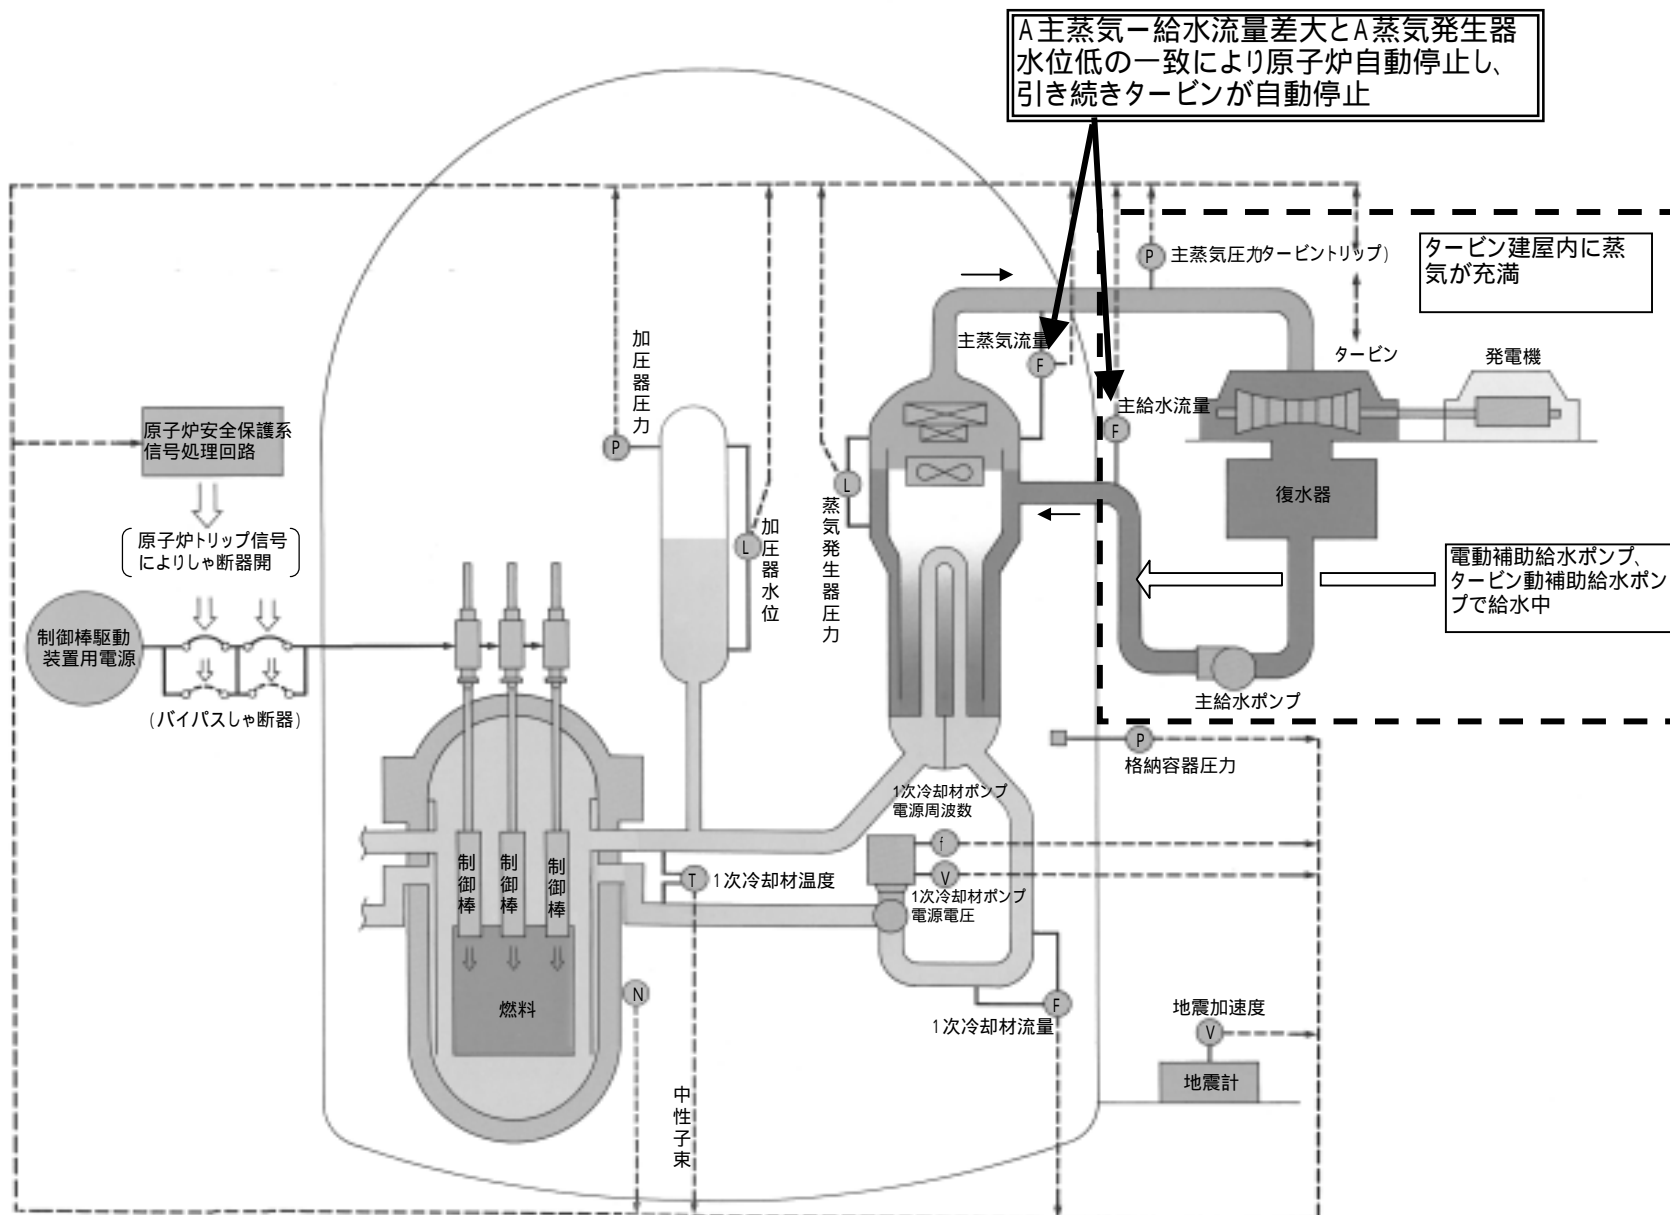 A主蒸気ー給水流量差大とA蒸気発生器
水位低の一致により原子炉自動停止し、
引き続きタービンが自動停止
P
主蒸気圧力(タービントリップ)
タービン建屋内に蒸
気が充満
加圧器圧力
主蒸気流量
F
タービン
発電機
主給水流量
F
原子炉安全保護系
信号処理回路
P
L
蒸気発生器圧力
復水器
原子炉トリップ信号
によりしゃ断器開
L
加圧器水位
電動補助給水ポンプ、
タービン動補助給水ポン
プで給水中
制御棒駆動
装置用電源
(バイパスしゃ断器)
主給水ポンプ
P
格納容器圧力
1次冷却材ポンプ
電源周波数
f
制御棒
制御棒
制御棒
T
1次冷却材温度
V
1次冷却材ポンプ
電源電圧
燃料
N
F
1次冷却材流量
地震加速度
V
地震計
中性子束